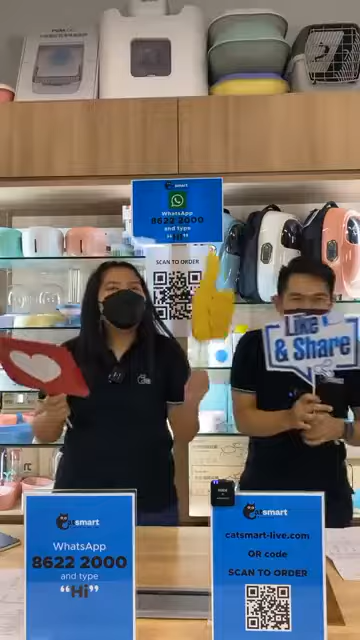 catsmart
WhatsApp
8622 2000
and type
"Hi"
SCAN TO ORDER
Like
& Share
catsmart
WhatsApp
8622 2000
and type
"Hi"
catsmart
catsmart-live.com
QR code
SCAN TO ORDER